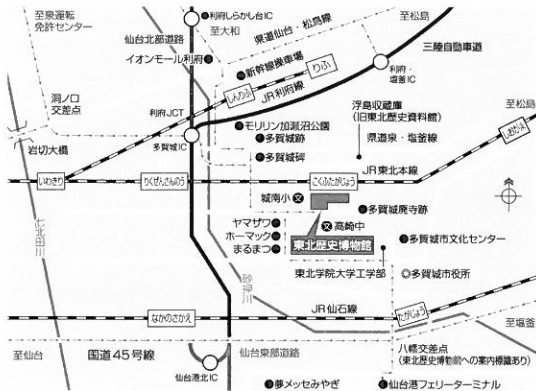 至泉運転
免許センター
利府しらかし台IC
至大和
仙台北部道路
県道仙台・松島線
至松島
イオンモール利府
新幹線操車場
三陸自動車道
しんりふ
りふ
JR利府線
利府・
塩釜IC
洞ノ口
交差点
利府JCT
多賀城IC
モリリン加瀬沼公園
多賀城跡
多賀城碑
浮島収蔵庫
(旧東北歴史資料館)
県道泉・塩釜線
至松島
しおがま
岩切大橋
JR東北本線
いわきり
りくぜんさんのう
こくふたがじょう
城南小
文
多賀城廃寺跡
ヤマザワ
ホーマック
まるまつ
文
高崎中
東北歴史博物館
多賀城市文化センター
七北田川
砂押川
東北学院大学工学部
◎多賀城市役所
JR仙石線
なかのさかえ
たがじょう
至塩釜
至仙台
国道45号線
仙台東部道路
八幡交差点
(東北歴史博物館への案内標識あり)
仙台港北IC
夢メッセみやぎ
仙台港フェリーターミナル